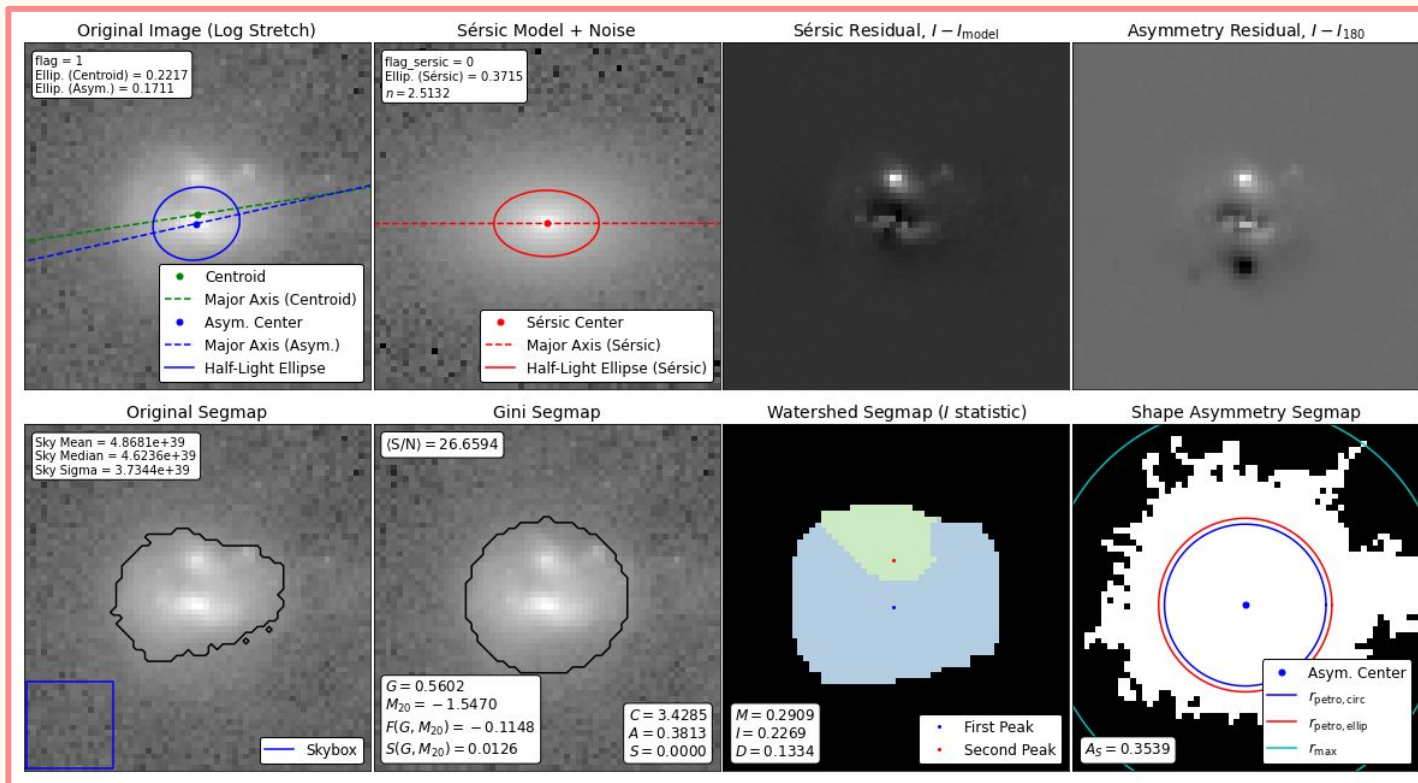 Original Image (Log Stretch)
flag = 1
Ellip. (Centroid) = 0.2217
Ellip. (Asym.) = 0.1711
Centroid
Major Axis (Centroid)
Asym. Center
Major Axis (Asym.)
Half-Light Ellipse
Sérsic Model + Noise
flag_sersic = 0
Ellip. (Sérsic) = 0.3715
n = 2.5132
Sérsic Center
Major Axis (Sérsic)
Half-Light Ellipse (Sérsic)
Sérsic Residual, I − I_model
Asymmetry Residual, I − I_180
Original Segmap
Sky Mean = 4.8681e+39
Sky Median = 4.6236e+39
Sky Sigma = 3.7344e+39
Skybox
Gini Segmap
⟨S/N⟩ = 26.6594
G = 0.5602
M_20 = −1.5470
F(G, M_20) = −0.1148
S(G, M_20) = 0.0126
C = 3.4285
A = 0.3813
S = 0.0000
Watershed Segmap (I statistic)
M = 0.2909
I = 0.2269
D = 0.1334
First Peak
Second Peak
Shape Asymmetry Segmap
A_S = 0.3539
Asym. Center
r_petro,circ
r_petro,ellip
r_max